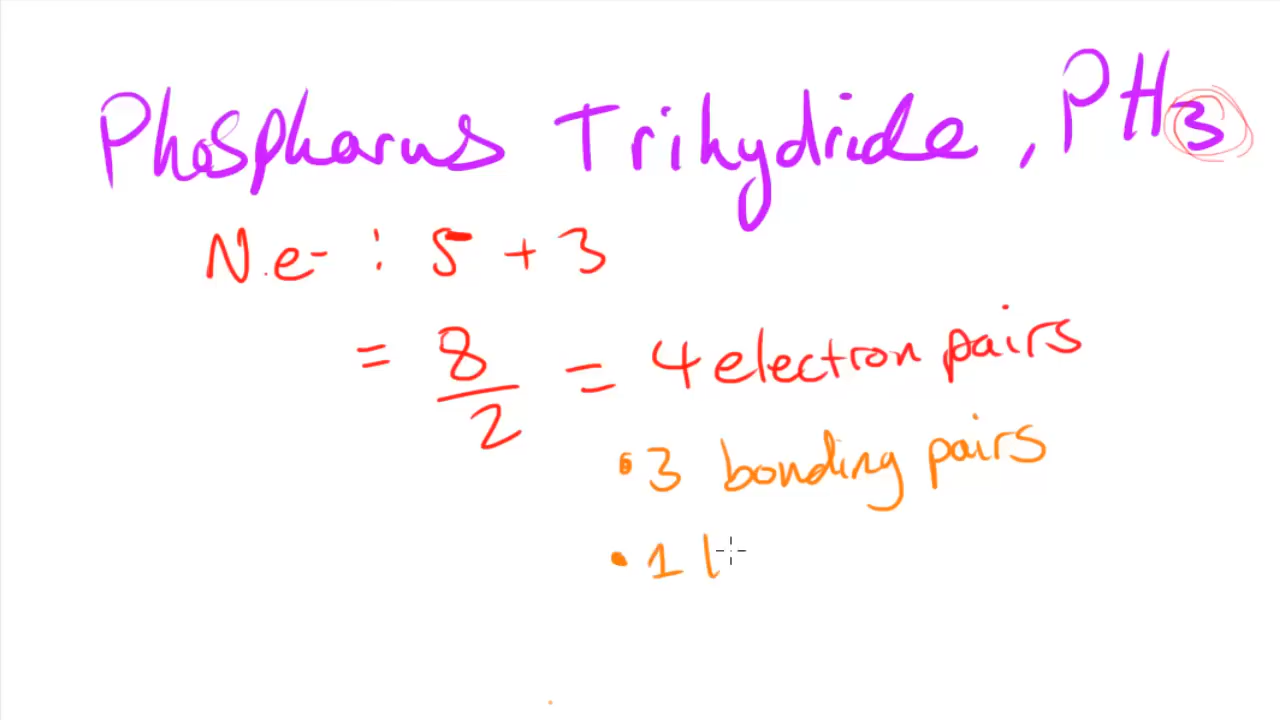 Phospharus Trihydride, PH3
N.e- : 5 + 3
= 8/2 = 4 electron pairs
• 3 bonding pairs
• 1 l